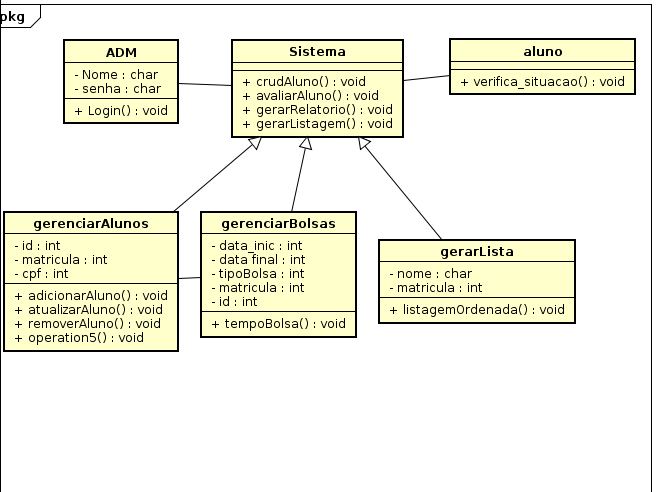 pkg
ADM
- Nome : char
- senha : char
+ Login() : void
Sistema
+ crudAluno() : void
+ avaliarAluno() : void
+ gerarRelatorio() : void
+ gerarListagem() : void
aluno
+ verifica_situacao() : void
gerenciarAlunos
- id : int
- matricula : int
- cpf : int
+ adicionarAluno() : void
+ atualizarAluno() : void
+ removerAluno() : void
+ operation5() : void
gerenciarBolsas
- data_inic : int
- data final : int
- tipoBolsa : int
- matricula : int
- id : int
+ tempoBolsa() : void
gerarLista
- nome : char
- matricula : int
+ listagemOrdenada() : void